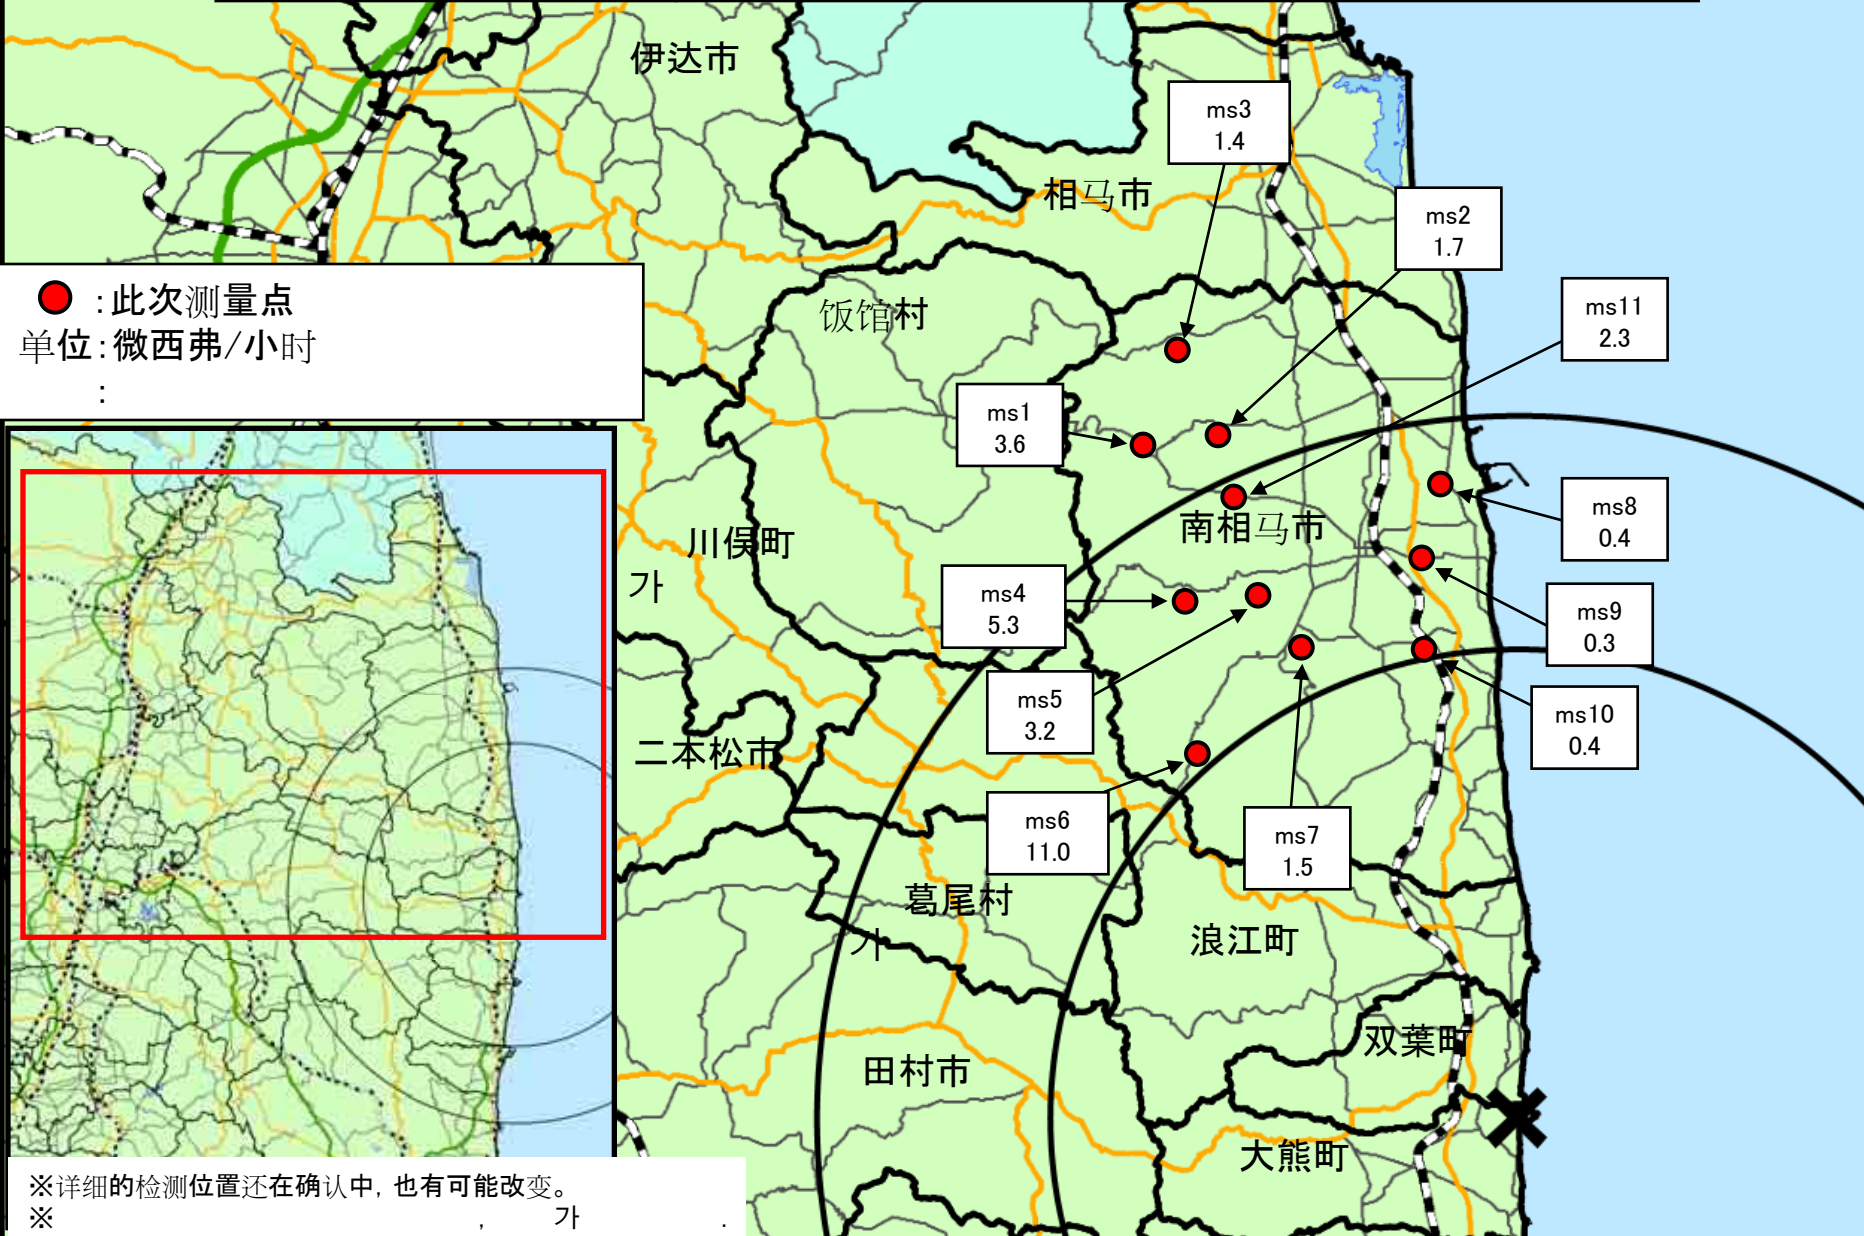 伊达市
ms3
1.4
相马市
ms2
1.7
:此次测量点
单位:微西弗/小时
:
饭馆村
ms11
2.3
ms1
3.6
川俣町
가
南相马市
ms8
0.4
ms4
5.3
ms9
0.3
ms5
3.2
ms10
0.4
二本松市
ms6
11.0
ms7
1.5
葛尾村
가
浪江町
双葉町
田村市
大熊町
※详细的检测位置还在确认中, 也有可能改变。
※ , 가 .